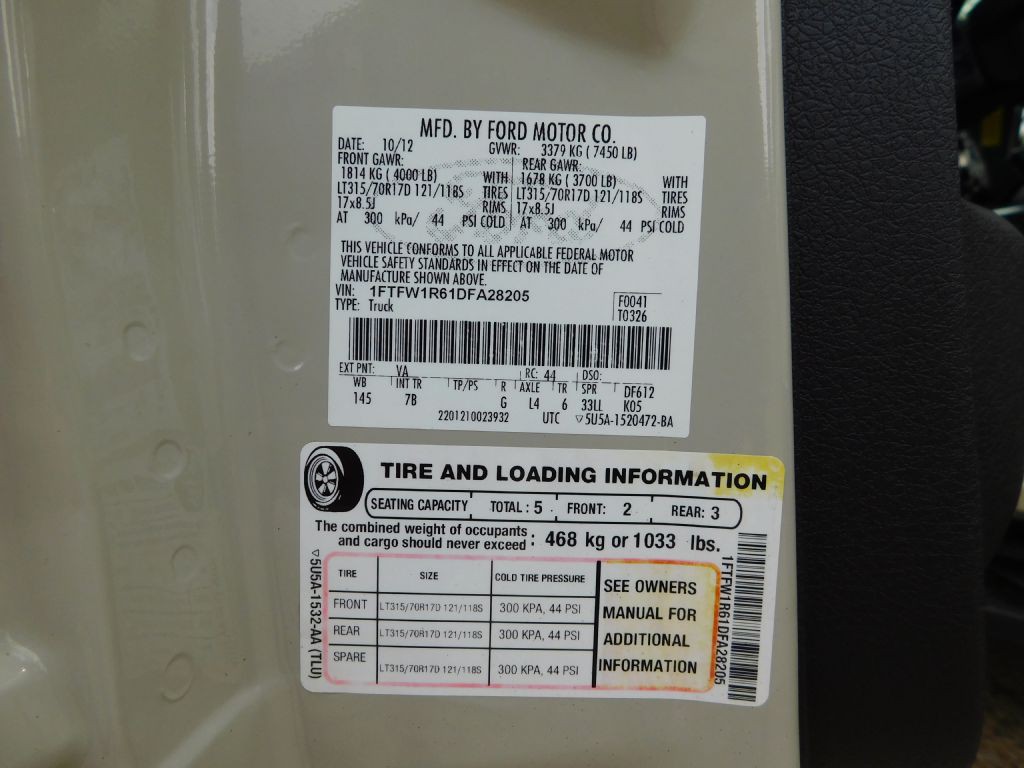 MFD. BY FORD MOTOR CO.
DATE: 10/12 GVWR: 3379 KG ( 7450 LB)
FRONT GAWR: REAR GAWR:
1814 KG ( 4000 LB) WITH 1678 KG ( 3700 LB) WITH
LT315/70R17D 121/118S TIRES LT315/70R17D 121/118S TIRES
17x8.5J RIMS 17x8.5J RIMS
AT 300 kPa/ 44 PSI COLD AT 300 kPa/ 44 PSI COLD
THIS VEHICLE CONFORMS TO ALL APPLICABLE FEDERAL MOTOR
VEHICLE SAFETY STANDARDS IN EFFECT ON THE DATE OF
MANUFACTURE SHOWN ABOVE.
VIN: 1FTFW1R61DFA28205 F0041
TYPE: Truck T0326
EXT PNT: VA RC: 44 DSO:
WB INT TR TP/PS R AXLE TR SPR DF612
145 7B G L4 6 33LL K05
2201210023932 UTC ▽5U5A-1520472-BA
TIRE AND LOADING INFORMATION
SEATING CAPACITY TOTAL : 5 FRONT: 2 REAR: 3
The combined weight of occupants
and cargo should never exceed : 468 kg or 1033 lbs.
TIRE SIZE COLD TIRE PRESSURE
FRONT LT315/70R17D 121/118S 300 KPA, 44 PSI
REAR LT315/70R17D 121/118S 300 KPA, 44 PSI
SPARE LT315/70R17D 121/118S 300 KPA, 44 PSI
SEE OWNERS
MANUAL FOR
ADDITIONAL
INFORMATION
▽5U5A-1532-AA (TLU)
1FTFW1R61DFA28205